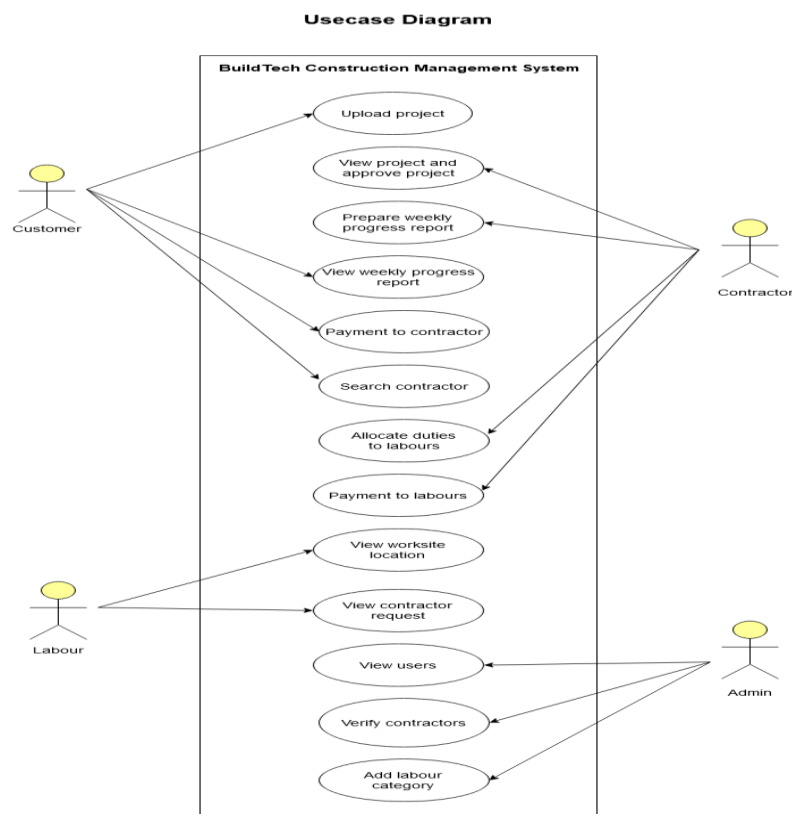 Usecase Diagram
BuildTech Construction Management System
Upload project
View project and
approve project
Customer
Prepare weekly
progress report
Contractor
View weekly progress
report
Payment to contractor
Search contractor
Allocate duties
to labours
Payment to labours
View worksite
location
Labour
View contractor
request
View users
Admin
Verify contractors
Add labour
category